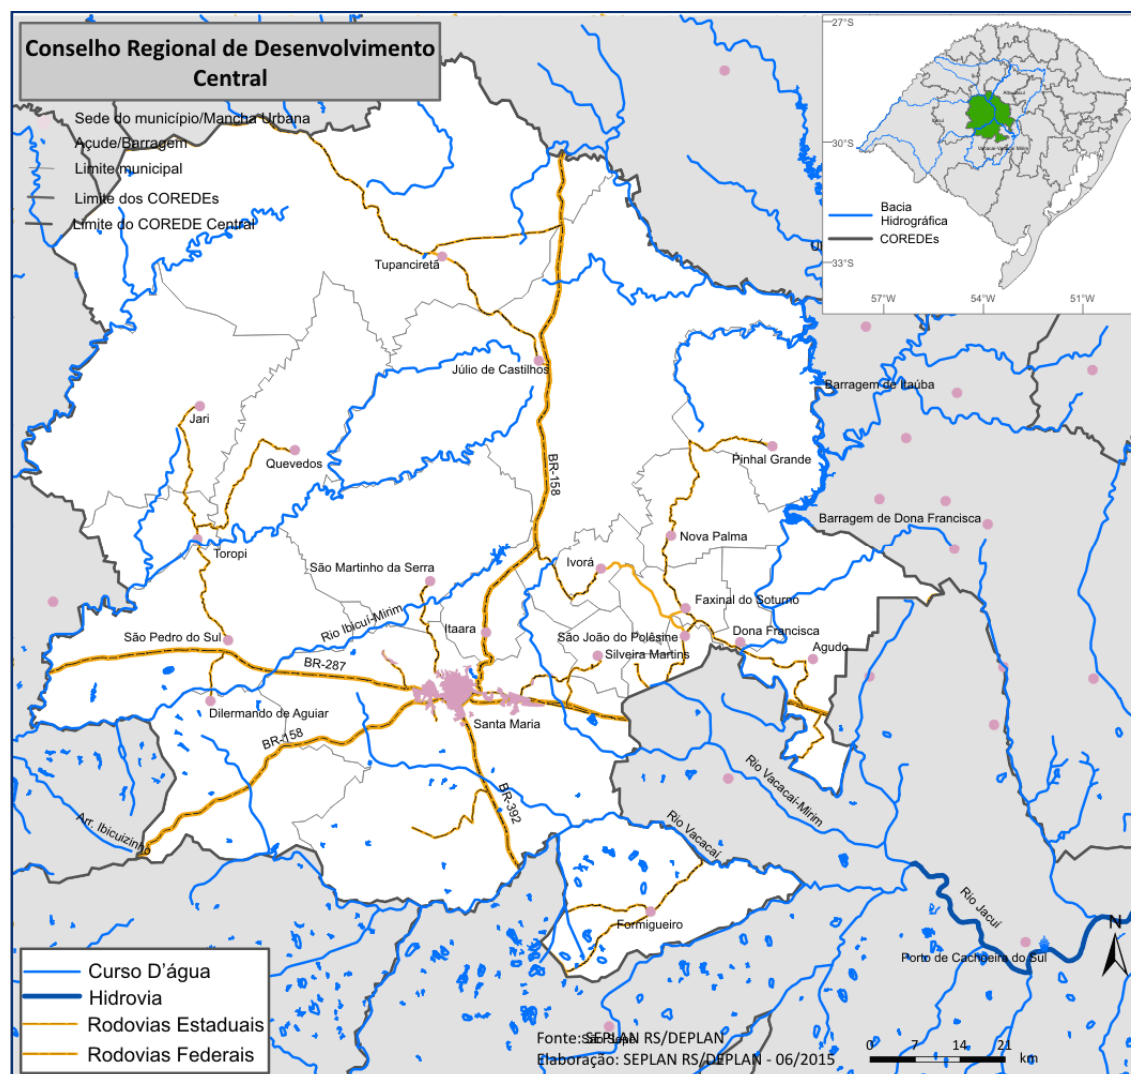 Conselho Regional de Desenvolvimento
Central
Sede do município/Mancha Urbana
Açude/Barragem
Limite municipal
Limite dos COREDEs
Limite do COREDE Central
27°S
30°S
33°S
57°W
54°W
51°W
Bacia
Hidrográfica
COREDEs
Tupanciretã
Júlio de Castilhos
Jari
Quevedos
BR-158
Pinhal Grande
Barragem de Itaúba
Barragem de Dona Francisca
Toropi
Nova Palma
Ivorá
São Martinho da Serra
Rio Ibicuí-Mirim
Itaara
Faxinal do Soturno
São João do Polêsine
Dona Francisca
Silveira Martins
Agudo
São Pedro do Sul
BR-287
Dilermando de Aguiar
Santa Maria
BR-158
BR-392
Rio Vacacaí-Mirim
Rio Vacacaí
Arr. Ibicuizinho
Formigueiro
Rio Jacuí
Porto de Cachoeira do Sul
N
Curso D'água
Hidrovia
Rodovias Estaduais
Rodovias Federais
São Sepé
Fonte: SEPLAN RS/DEPLAN
Elaboração: SEPLAN RS/DEPLAN - 06/2015
0 7 14 21
km